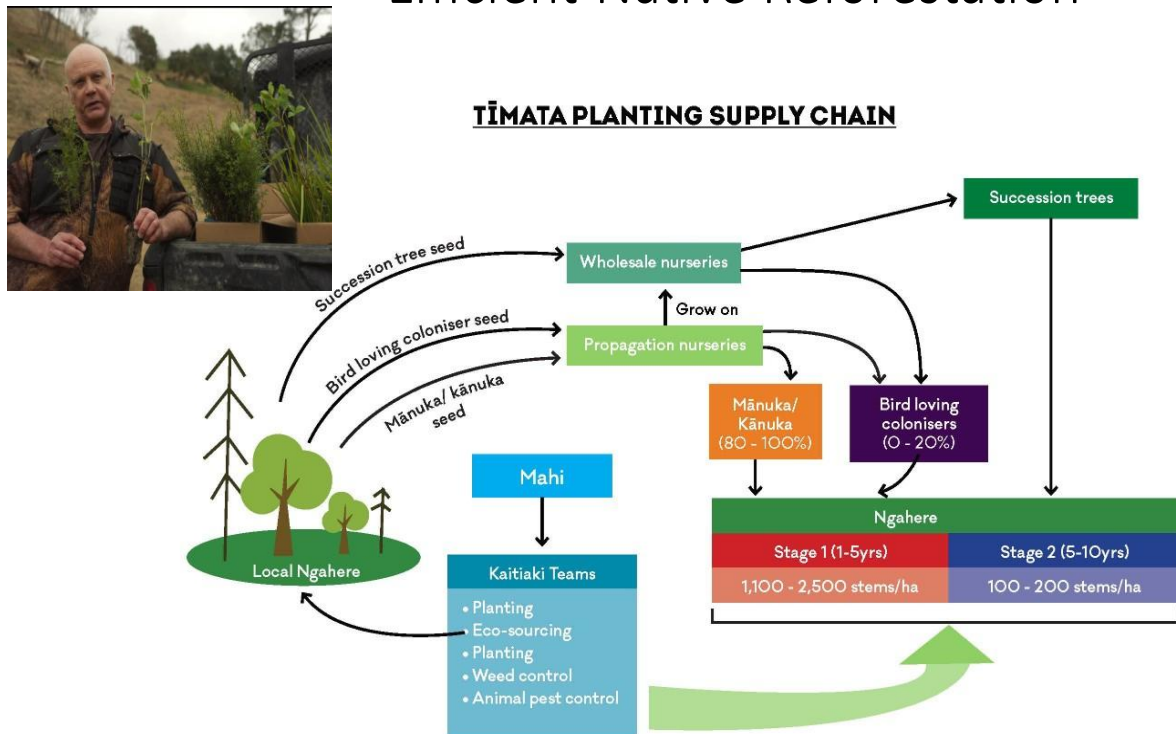 Efficient Native Reforestation
TĪMATA PLANTING SUPPLY CHAIN
Succession trees
Succession tree seed
Wholesale nurseries
Grow on
Bird loving coloniser seed
Propagation nurseries
Mānuka/ kānuka
seed
Mānuka/
Kānuka
(80 - 100%)
Bird loving
colonisers
(0 - 20%)
Mahi
Ngahere
Stage 1 (1-5yrs)
Stage 2 (5-10yrs)
1,100 - 2,500 stems/ha
100 - 200 stems/ha
Local Ngahere
Kaitiaki Teams
• Planting
• Eco-sourcing
• Planting
• Weed control
• Animal pest control